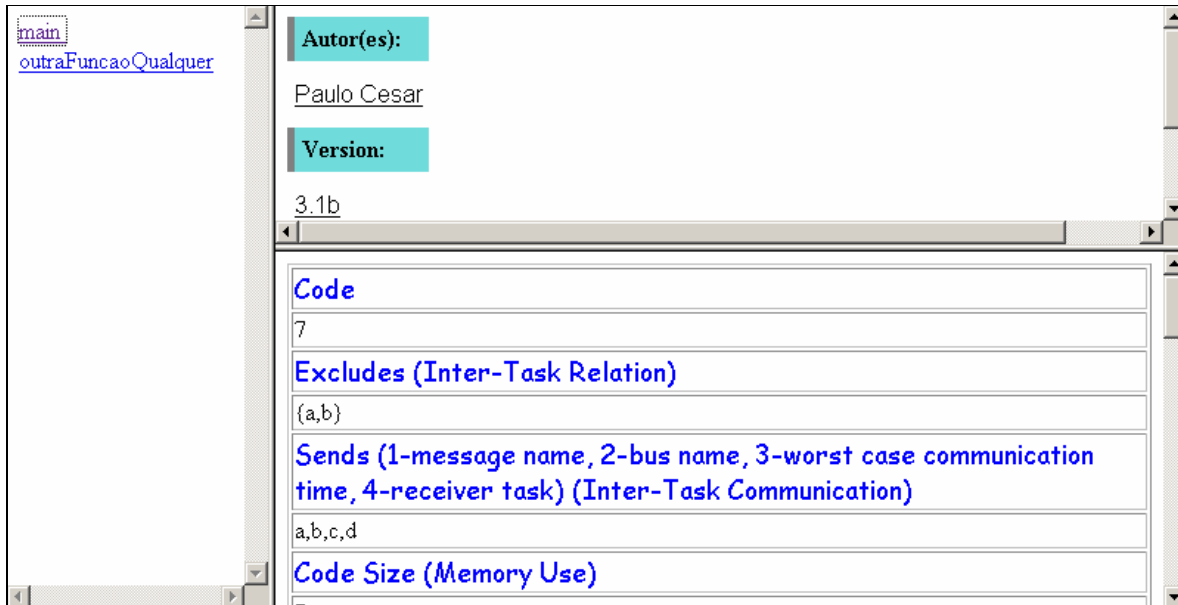 main
outraFuncaoQualquer
Autor(es):
Paulo Cesar
Version:
3.1b
Code
7
Excludes (Inter-Task Relation)
{a,b}
Sends (1-message name, 2-bus name, 3-worst case communication
time, 4-receiver task) (Inter-Task Communication)
a,b,c,d
Code Size (Memory Use)